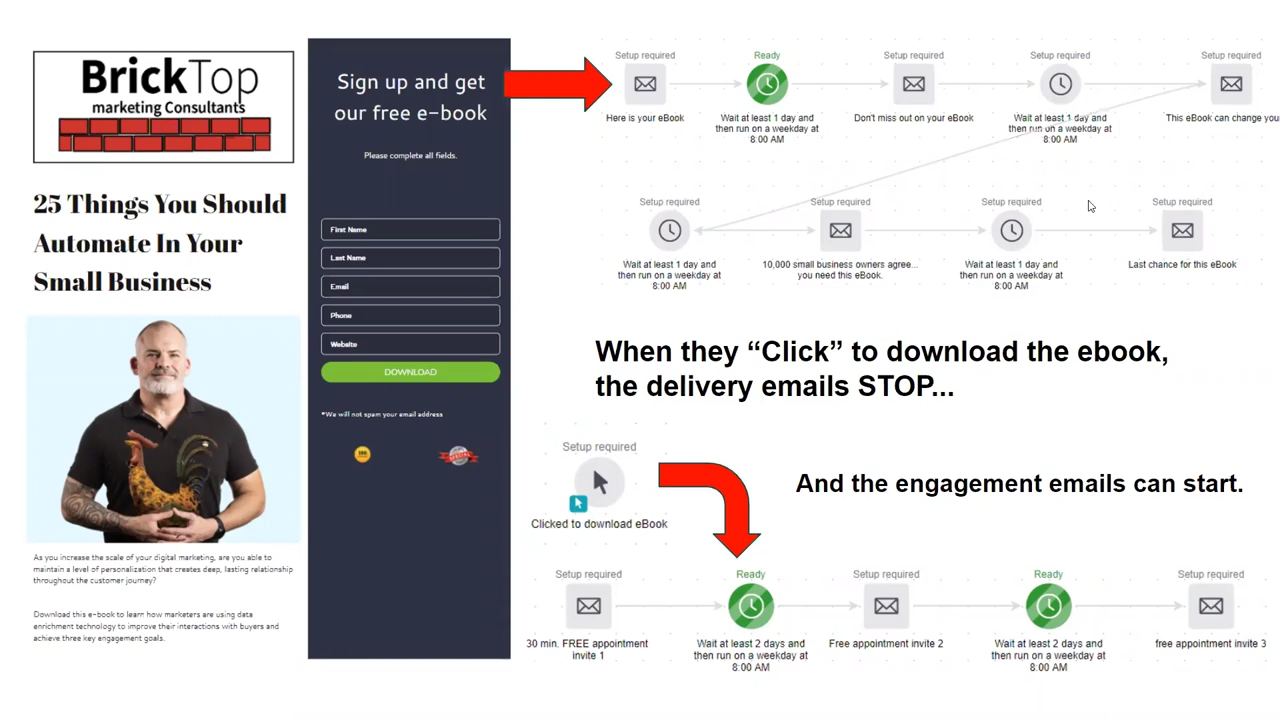 BrickTop
marketing Consultants
25 Things You Should
Automate In Your
Small Business
As you increase the scale of your digital marketing, are you able to
maintain a level of personalization that creates deep, lasting relationship
throughout the customer journey?
Download this e-book to learn how marketers are using data
enrichment technology to improve their interactions with buyers and
achieve three key engagement goals.
Sign up and get
our free e-book
Please complete all fields.
First Name
Last Name
Email
Phone
Website
DOWNLOAD
*We will not spam your email address
Setup required
Here is your eBook
Ready
Wait at least 1 day and
then run on a weekday at
8:00 AM
Setup required
Don't miss out on your eBook
Setup required
Wait at least 1 day and
then run on a weekday at
8:00 AM
Setup required
This eBook can change you
Setup required
Wait at least 1 day and
then run on a weekday at
8:00 AM
Setup required
10,000 small business owners agree...
you need this eBook.
Setup required
Wait at least 1 day and
then run on a weekday at
8:00 AM
Setup required
Last chance for this eBook
When they “Click” to download the ebook,
the delivery emails STOP...
Setup required
Clicked to download eBook
And the engagement emails can start.
Setup required
30 min. FREE appointment
invite 1
Ready
Wait at least 2 days and
then run on a weekday at
8:00 AM
Setup required
Free appointment invite 2
Ready
Wait at least 2 days and
then run on a weekday at
8:00 AM
Setup required
free appointment invite 3